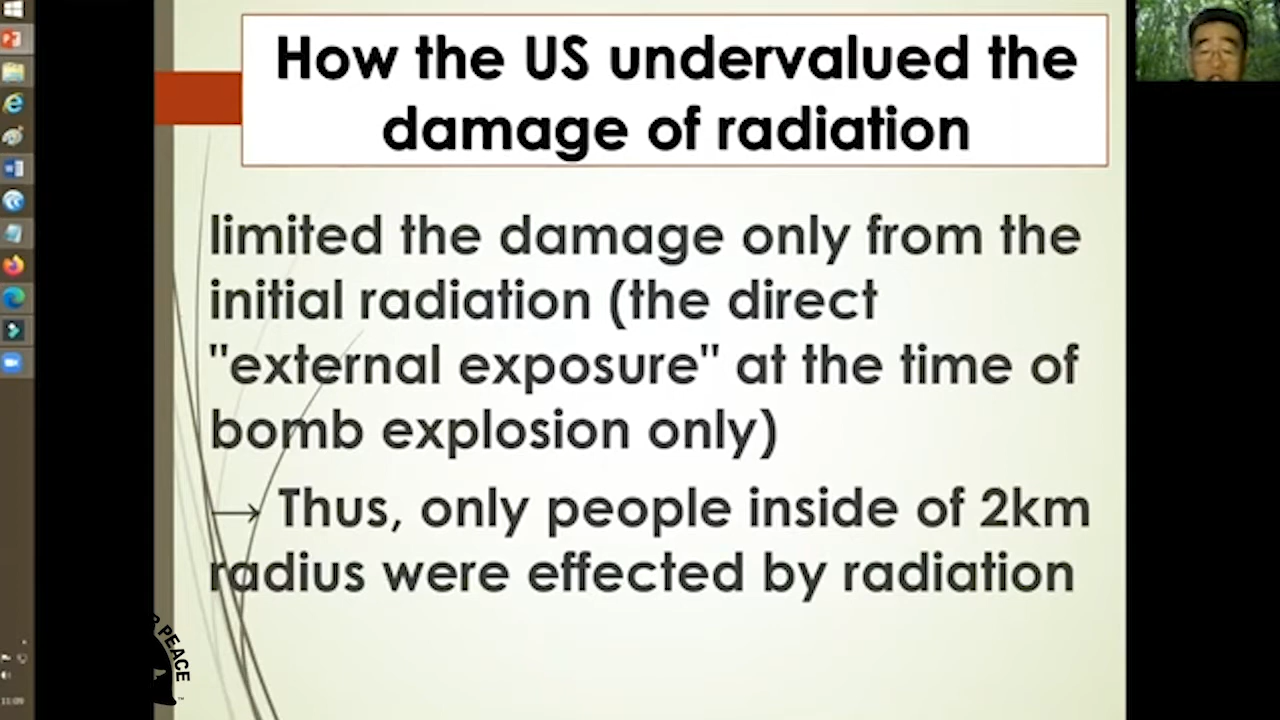 How the US undervalued the
damage of radiation
limited the damage only from the
initial radiation (the direct
"external exposure" at the time of
bomb explosion only)
→ Thus, only people inside of 2km
radius were effected by radiation
R PEACE
11:09